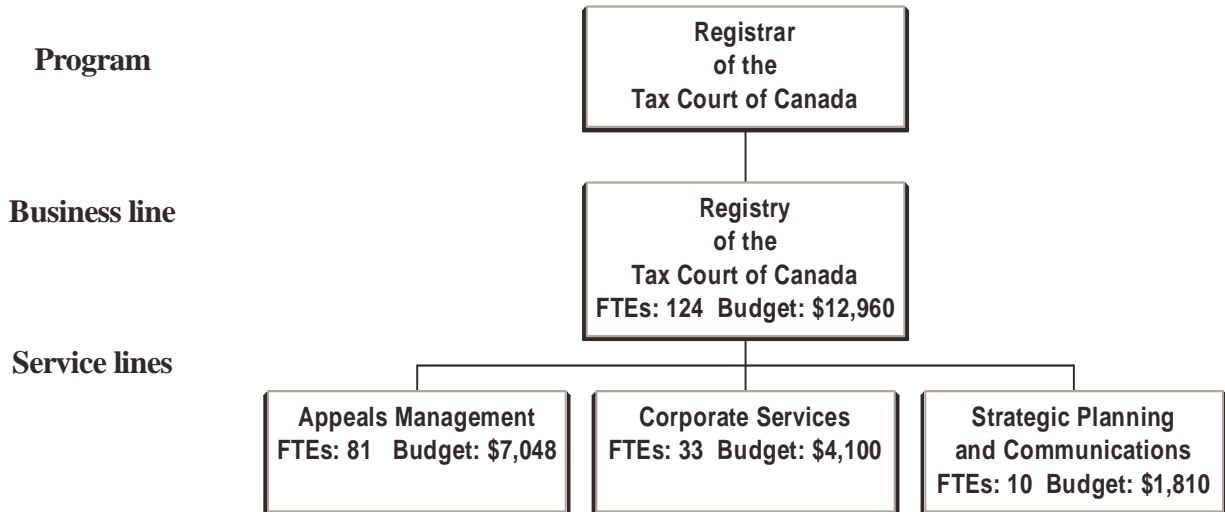 Program
Registrar
of the
Tax Court of Canada
Business line
Registry
of the
Tax Court of Canada
FTEs: 124 Budget: $12,960
Service lines
Appeals Management
FTEs: 81 Budget: $7,048
Corporate Services
FTEs: 33 Budget: $4,100
Strategic Planning
and Communications
FTEs: 10 Budget: $1,810